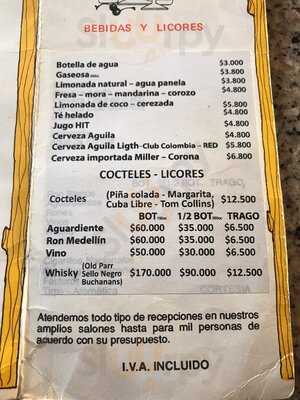 BEBIDAS Y LICORES
Botella de agua $3.000
Gaseosa $3.800
Limonada natural - agua panela $3.800
Fresa - mora - mandarina - corozo $4.800
Limonada de coco - cerezada $5.800
Té helado $4.800
Jugo HIT $4.800
Cerveza Aguila $4.800
Cerveza Aguila Ligth-Club Colombia - RED $5.800
Cerveza importada Miller - Corona $6.800
COCTELES - LICORES
Cocteles (Piña colada - Margarita, Cuba Libre - Tom Collins) $12.500
BOT 1/2 BOT TRAGO
Aguardiente $60.000 $35.000 $6.500
Ron Medellín $60.000 $35.000 $6.500
Vino $50.000 $30.000 $6.500
Whisky (Old Parr Sello Negro Buchanans) $170.000 $90.000 $12.500
CORTESIA
Atendemos todo tipo de recepciones en nuestros
amplios salones hasta para mil personas de
acuerdo con su presupuesto.
I.V.A. INCLUIDO